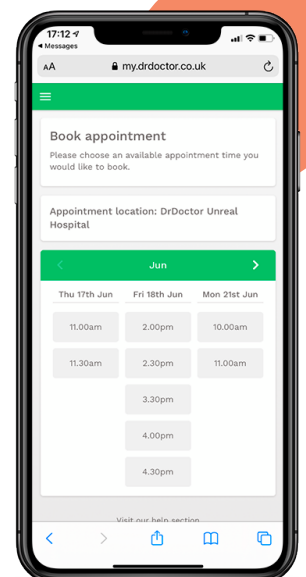 17:12
Messages
AA my.drdoctor.co.uk
Book appointment
Please choose an available appointment time you
would like to book.
Appointment location: DrDoctor Unreal
Hospital
Jun
Thu 17th Jun Fri 18th Jun Mon 21st Jun
11.00am 2.00pm 10.00am
11.30am 2.30pm 11.00am
3.30pm
4.00pm
4.30pm
Visit our help section